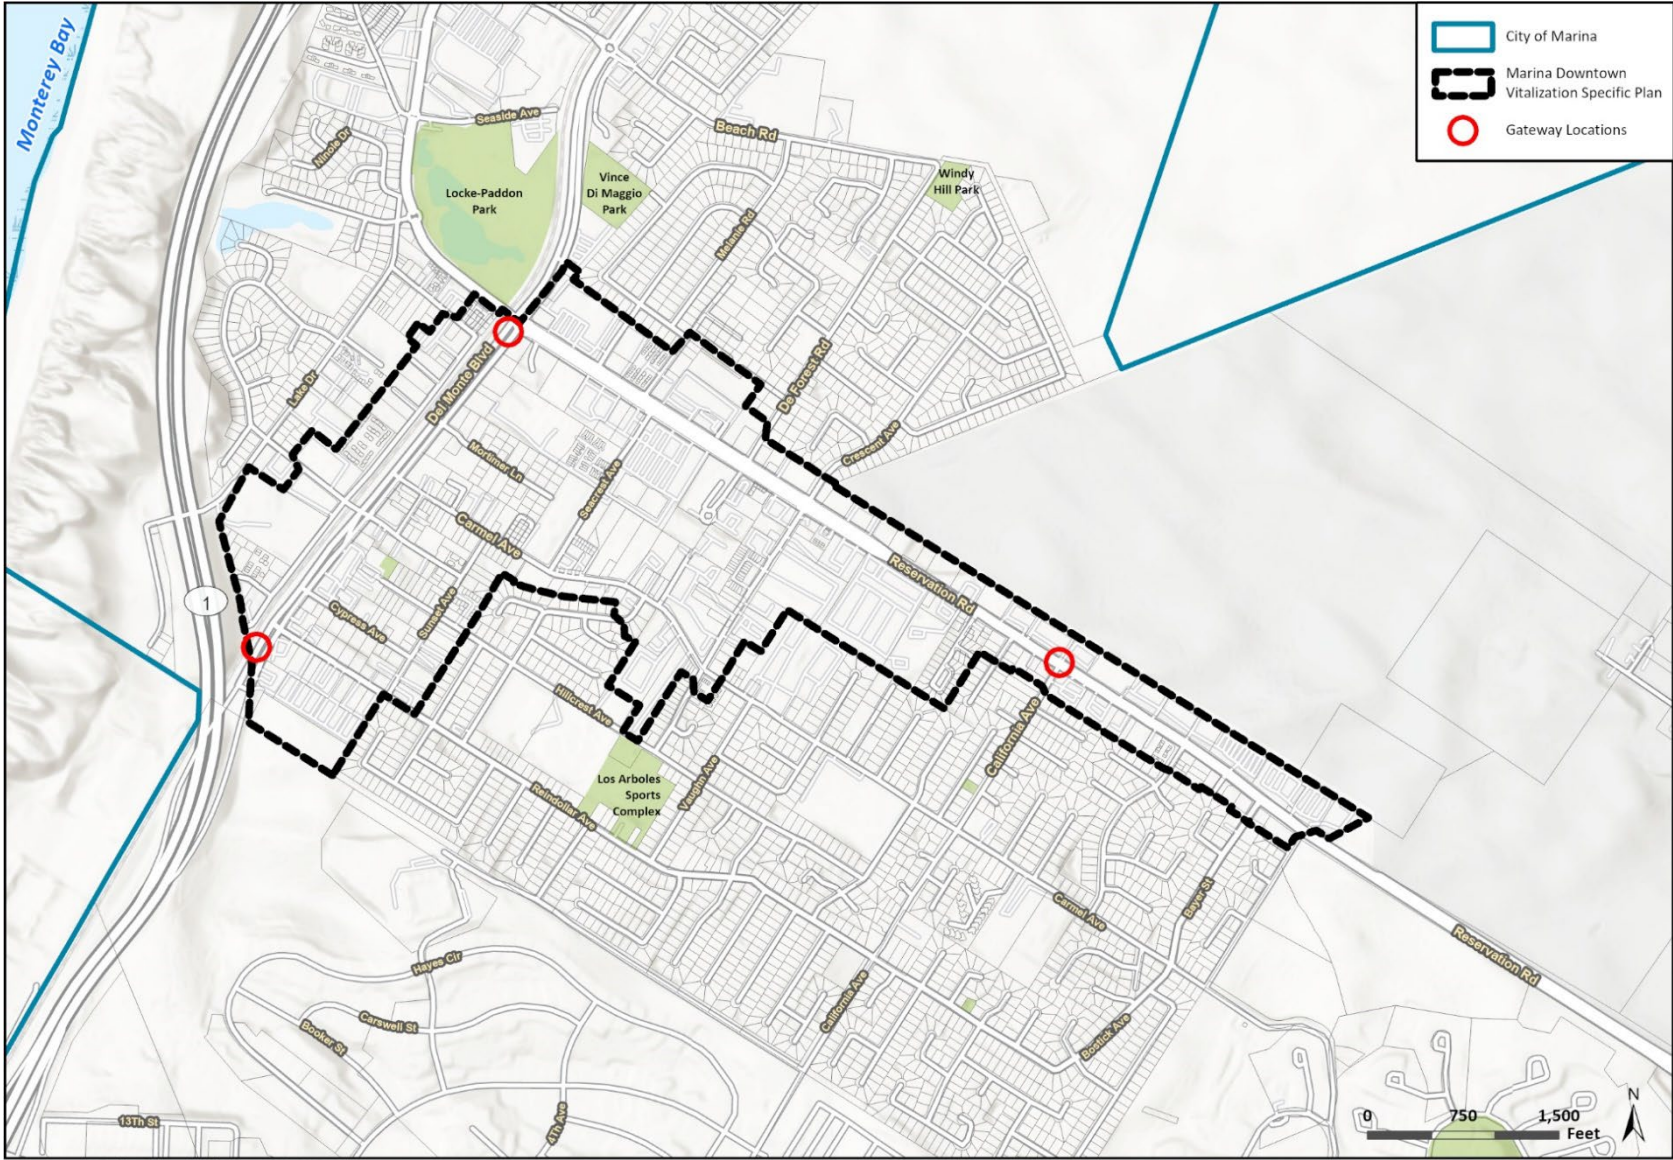 City of Marina
Marina Downtown
Vitalization Specific Plan
Gateway Locations
Monterey Bay
Seaside Ave
Beach Rd
Ninole Dr
Locke-Paddon
Park
Vince
Di Maggio
Park
Windy
Hill Park
Melanie Rd
Lake Dr
Del Monte Blvd
De Forest Rd
Crescent Ave
Mortimer Ln
Seacrest Ave
Carmel Ave
Reservation Rd
1
Cypress Ave
Sunset Ave
Hillcrest Ave
California Ave
Los Arboles
Sports
Complex
Vaughn Ave
Reindollar Ave
Carmel Ave
Bayer St
Reservation Rd
Hayes Cir
California Ave
Carswell St
Booker St
Bostick Ave
13Th St
4Th Ave
0 750 1,500
Feet
N